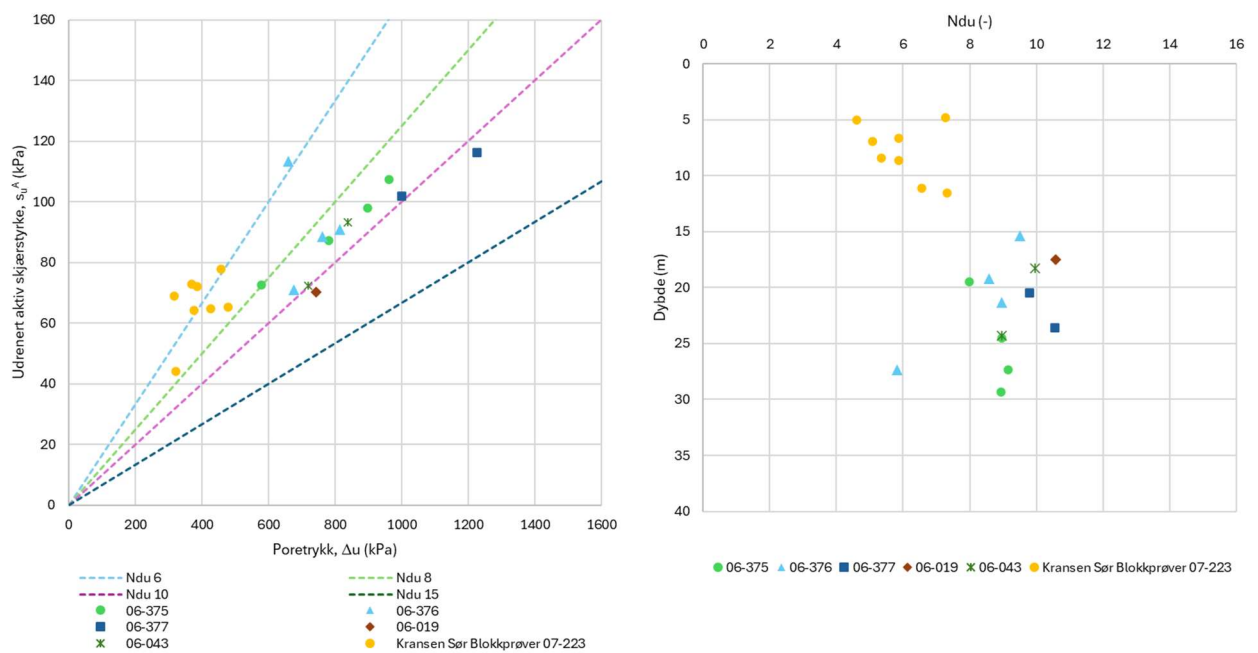 160
140
120
100
80
60
40
20
0
Udrenert aktiv skjærstyrke, suᴬ (kPa)
0 200 400 600 800 1000 1200 1400 1600
Poretrykk, Δu (kPa)
Ndu 6 Ndu 8
Ndu 10 Ndu 15
06-375 06-376
06-377 06-019
06-043 Kransen Sør Blokkprøver 07-223
Ndu (-)
0 2 4 6 8 10 12 14 16
0
5
10
15
20
25
30
35
40
Dybde (m)
06-375 06-376 06-377 06-019 06-043 Kransen Sør Blokkprøver 07-223